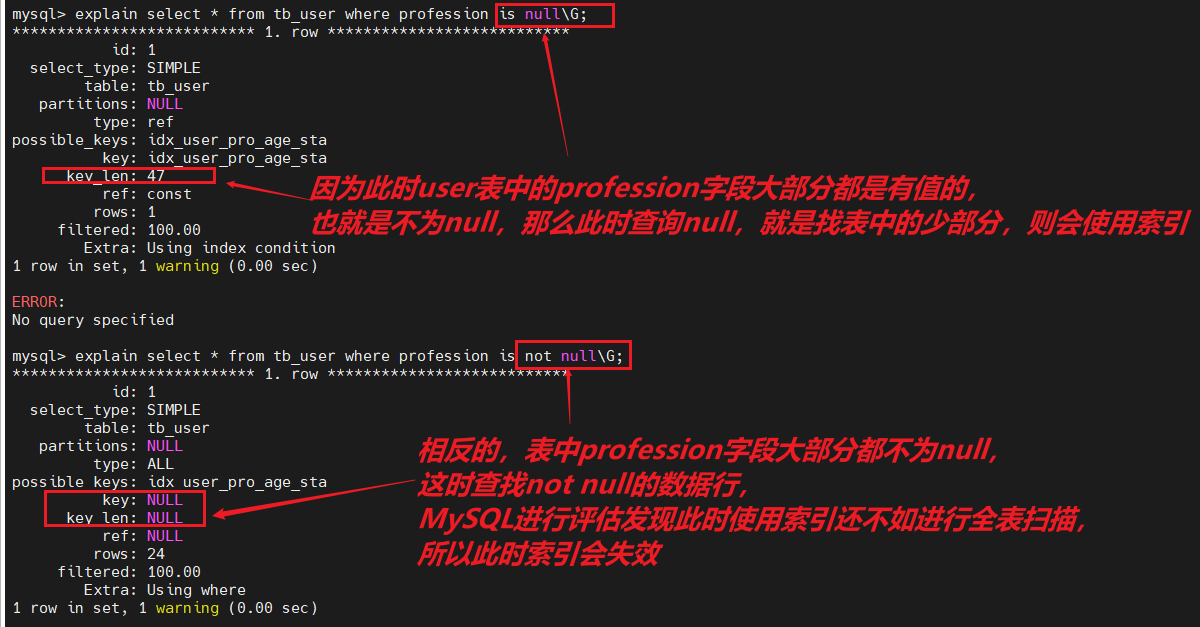 mysql> explain select * from tb_user where profession is null\G;
*************************** 1. row ***************************
id: 1
select_type: SIMPLE
table: tb_user
partitions: NULL
type: ref
possible_keys: idx_user_pro_age_sta
key: idx_user_pro_age_sta
key_len: 47
ref: const
rows: 1
filtered: 100.00
Extra: Using index condition
1 row in set, 1 warning (0.00 sec)
因为此时user表中的profession字段大部分都是有值的，
也就是不为null，那么此时查询null，就是找表中的少部分，则会使用索引
ERROR:
No query specified
mysql> explain select * from tb_user where profession is not null\G;
*************************** 1. row ***************************
id: 1
select_type: SIMPLE
table: tb_user
partitions: NULL
type: ALL
possible_keys: idx_user_pro_age_sta
key: NULL
key_len: NULL
ref: NULL
rows: 24
filtered: 100.00
Extra: Using where
1 row in set, 1 warning (0.00 sec)
相反的，表中profession字段大部分都不为null，
这时查找not null的数据行，
MySQL进行评估发现此时使用索引还不如进行全表扫描，
所以此时索引会失效